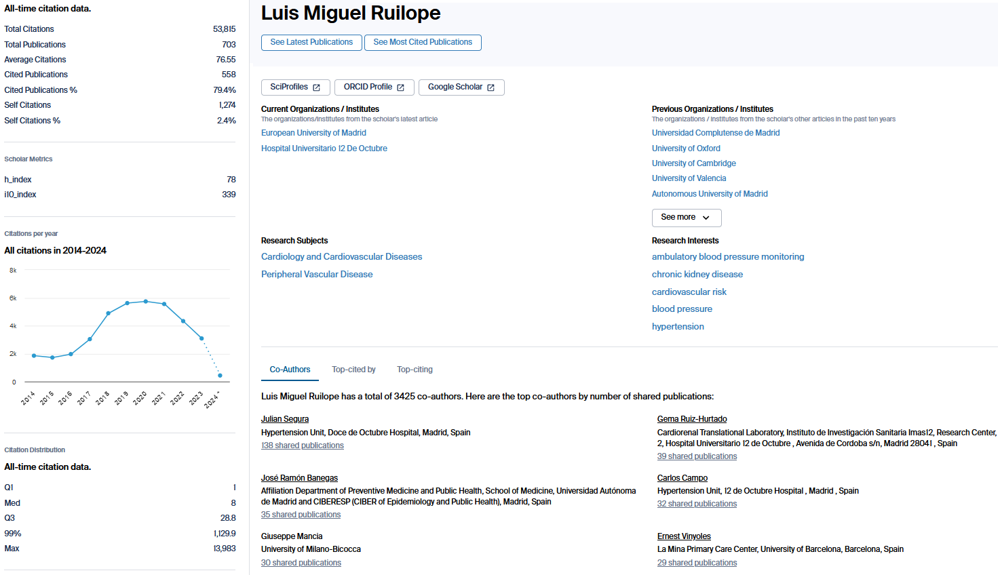 All-time citation data.
Total Citations 53,815
Total Publications 703
Average Citations 76.55
Cited Publications 558
Cited Publications % 79.4%
Self Citations 1,274
Self Citations % 2.4%
Scholar Metrics
h_index 78
i10_index 339
Citations per year
All citations in 2014-2024
8k
6k
4k
2k
0
2014 2015 2016 2017 2018 2019 2020 2021 2022 2023 2024 *
Citation Distribution
All-time citation data.
Q1 1
Med 8
Q3 28.8
99% 1,129.9
Max 13,983
Luis Miguel Ruilope
See Latest Publications See Most Cited Publications
SciProfiles ORCID Profile Google Scholar
Current Organizations / Institutes
The organizations/institutes from the scholar's latest article
European University of Madrid
Hospital Universitario 12 De Octubre
Previous Organizations / Institutes
The organizations / institutes from the scholar's other articles in the past ten years
Universidad Complutense de Madrid
University of Oxford
University of Cambridge
University of Valencia
Autonomous University of Madrid
See more
Research Subjects
Cardiology and Cardiovascular Diseases
Peripheral Vascular Disease
Research Interests
ambulatory blood pressure monitoring
chronic kidney disease
cardiovascular risk
blood pressure
hypertension
Co-Authors Top-cited by Top-citing
Luis Miguel Ruilope has a total of 3425 co-authors. Here are the top co-authors by number of shared publications:
Julian Segura
Hypertension Unit, Doce de Octubre Hospital, Madrid, Spain
138 shared publications
Gema Ruiz-Hurtado
Cardiorenal Translational Laboratory, Instituto de Investigación Sanitaria Imas12, Research Center,
2, Hospital Universitario 12 de Octubre , Avenida de Cordoba s/n, Madrid 28041 , Spain
39 shared publications
José Ramón Banegas
Affiliation Department of Preventive Medicine and Public Health, School of Medicine, Universidad Autónoma
de Madrid and CIBERESP (CIBER of Epidemiology and Public Health), Madrid, Spain
35 shared publications
Carlos Campo
Hypertension Unit, 12 de Octubre Hospital , Madrid , Spain
32 shared publications
Giuseppe Mancia
University of Milano-Bicocca
30 shared publications
Ernest Vinyoles
La Mina Primary Care Center, University of Barcelona, Barcelona, Spain
29 shared publications